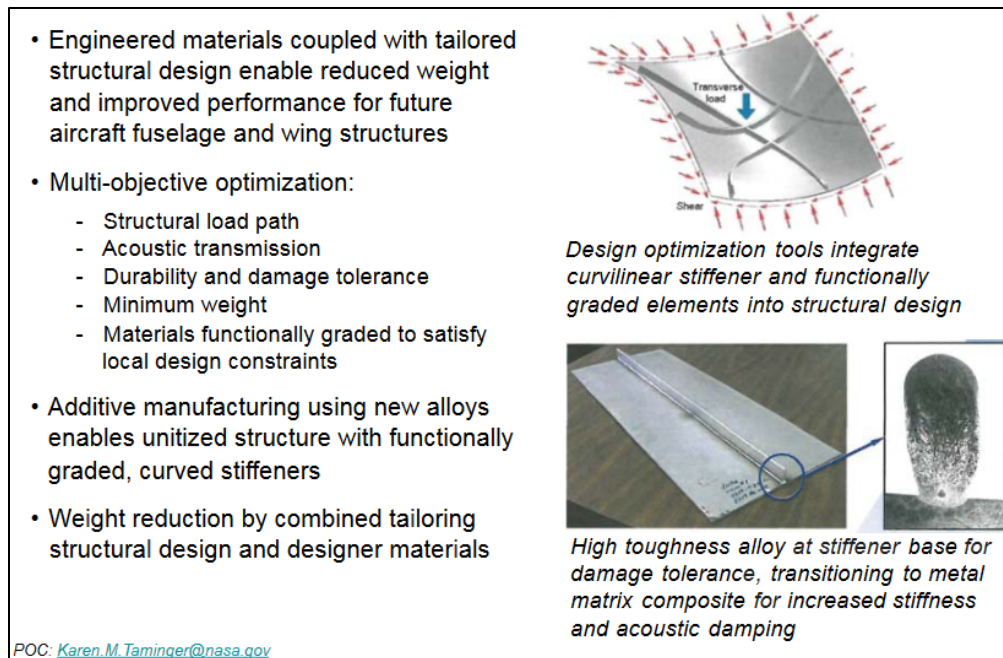 • Engineered materials coupled with tailored
structural design enable reduced weight
and improved performance for future
aircraft fuselage and wing structures
• Multi-objective optimization:
- Structural load path
- Acoustic transmission
- Durability and damage tolerance
- Minimum weight
- Materials functionally graded to satisfy
local design constraints
• Additive manufacturing using new alloys
enables unitized structure with functionally
graded, curved stiffeners
• Weight reduction by combined tailoring
structural design and designer materials
POC: Karen.M.Taminger@nasa.gov
Transverse
load
Shear
Design optimization tools integrate
curvilinear stiffener and functionally
graded elements into structural design
High toughness alloy at stiffener base for
damage tolerance, transitioning to metal
matrix composite for increased stiffness
and acoustic damping